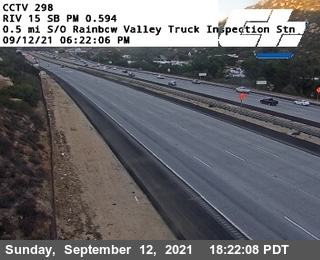 CCTV 298
RIV 15 SB PM 0.594
0.5 mi S/O Rainbow Valley Truck Inspection Stn
09/12/21 06:22:06 PM
Sunday, September 12, 2021 18:22:08 PDT